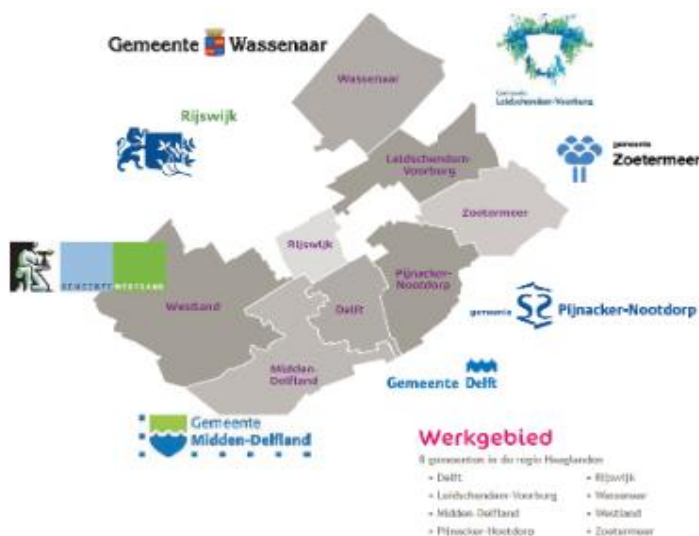 Gemeente Wassenaar
Wassenaar
Gemeente
Leidschendam-Voorburg
Rijswijk
Leidschendam-
Voorburg
gemeente
Zoetermeer
Zoetermeer
Rijswijk
Pijnacker-
Nootdorp
GEMEENTE WESTLAND
Westland
Delft
gemeente Pijnacker-Nootdorp
Midden-
Delfland
Gemeente Delft
Gemeente
Midden-Delfland
Werkgebied
8 gemeenten in de regio Haaglanden
• Delft
• Leidschendam-Voorburg
• Midden-Delfland
• Pijnacker-Nootdorp
• Rijswijk
• Wassenaar
• Westland
• Zoetermeer